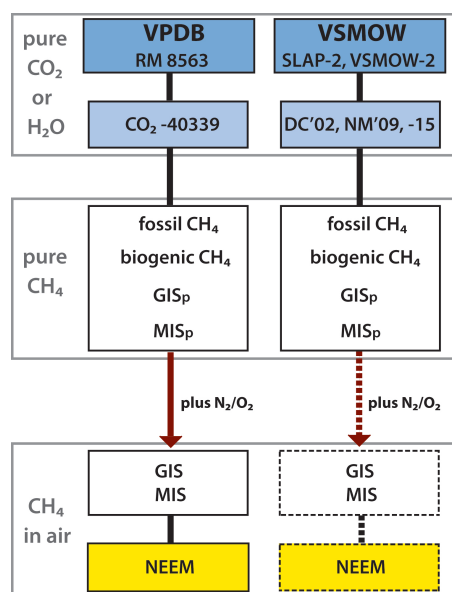 pure
CO₂
or
H₂O
VPDB
RM 8563
VSMOW
SLAP-2, VSMOW-2
CO₂ -40339
DC'02, NM'09, -15
pure
CH₄
fossil CH₄
biogenic CH₄
GISp
MISp
fossil CH₄
biogenic CH₄
GISp
MISp
plus N₂/O₂
plus N₂/O₂
CH₄
in air
GIS
MIS
GIS
MIS
NEEM
NEEM